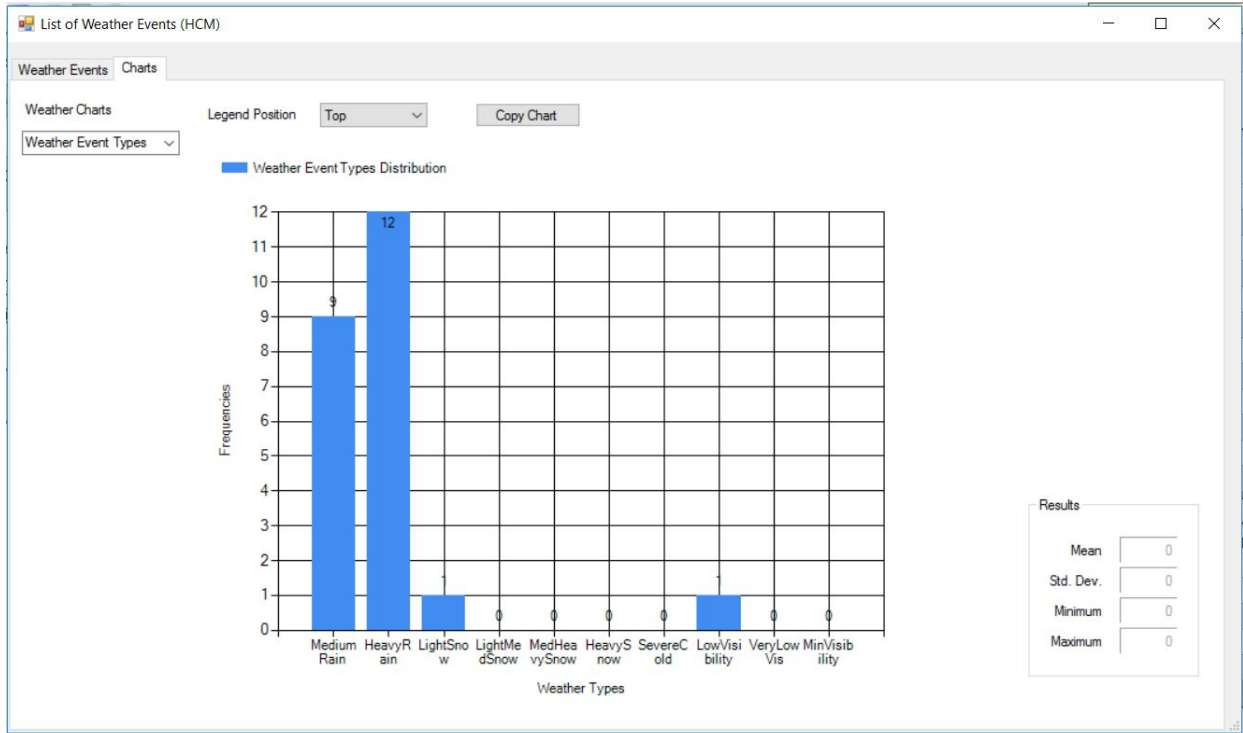 List of Weather Events (HCM)
Weather Events Charts
Weather Charts
Legend Position Top Copy Chart
Weather Event Types
Weather Event Types Distribution
12
12
11
10
9
9
8
7
6
5
4
3
2
1
1
1
0
0
0
0
0
0
0
Frequencies
Medium HeavyR LightSno LightMe MedHea HeavyS SevereC LowVisi VeryLow MinVisib
Rain ain w dSnow vySnow now old bility Vis ility
Weather Types
Results
Mean 0
Std. Dev. 0
Minimum 0
Maximum 0